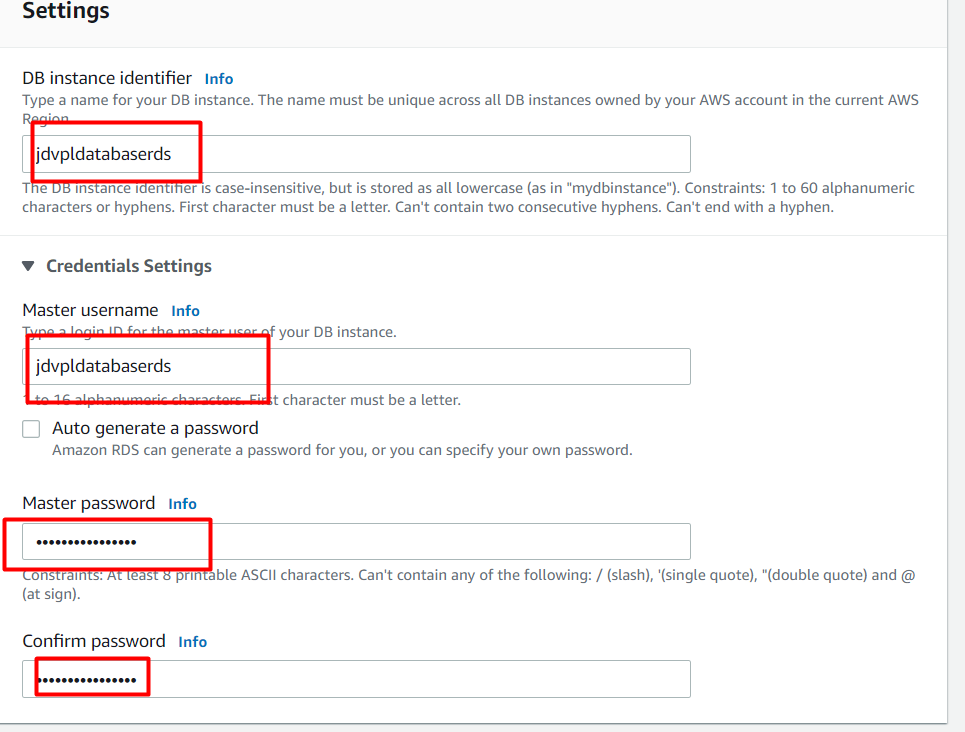 Settings
DB instance identifier Info
Type a name for your DB instance. The name must be unique across all DB instances owned by your AWS account in the current AWS
Region.
jdvpldatabaserds
The DB instance identifier is case-insensitive, but is stored as all lowercase (as in "mydbinstance"). Constraints: 1 to 60 alphanumeric
characters or hyphens. First character must be a letter. Can't contain two consecutive hyphens. Can't end with a hyphen.
Credentials Settings
Master username Info
Type a login ID for the master user of your DB instance.
jdvpldatabaserds
1 to 16 alphanumeric characters. First character must be a letter.
Auto generate a password
Amazon RDS can generate a password for you, or you can specify your own password.
Master password Info
••••••••••••••••
Constraints: At least 8 printable ASCII characters. Can't contain any of the following: / (slash), '(single quote), "(double quote) and @
(at sign).
Confirm password Info
••••••••••••••••